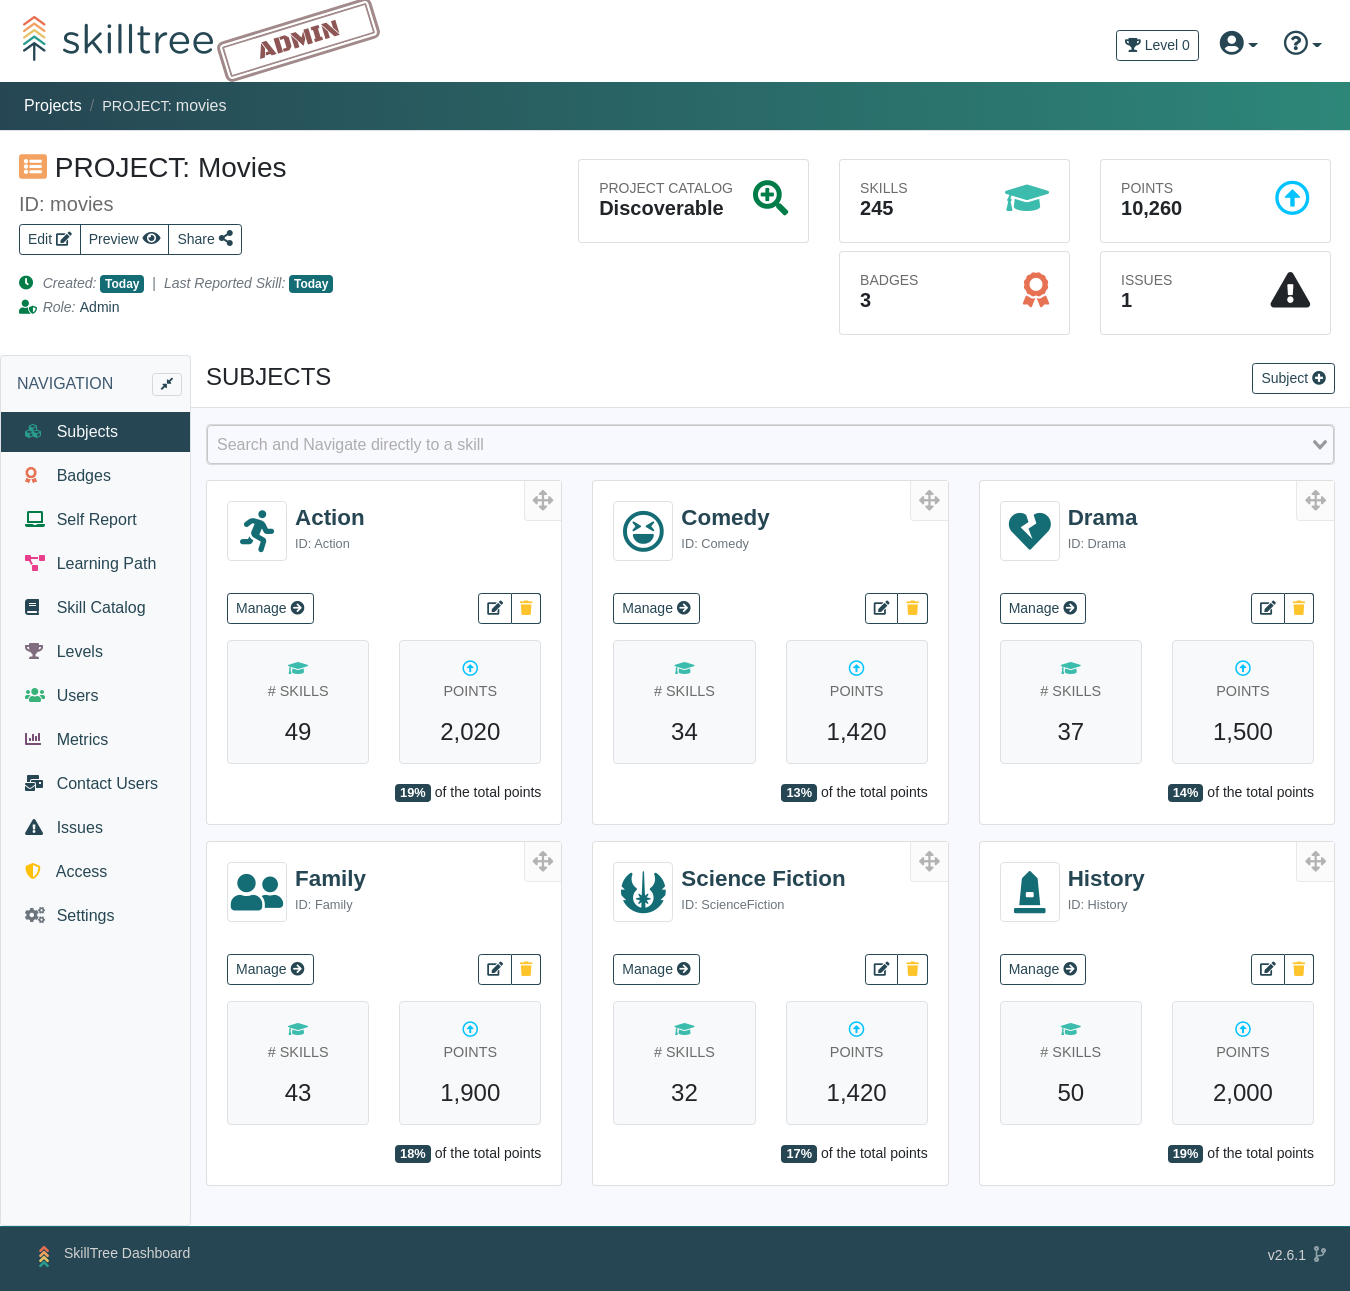 skilltree
ADMIN
Level 0
Projects / PROJECT: movies
PROJECT: Movies
ID: movies
Edit Preview Share
Created: Today | Last Reported Skill: Today
Role: Admin
PROJECT CATALOG
Discoverable
SKILLS
245
POINTS
10,260
BADGES
3
ISSUES
1
NAVIGATION
Subjects
Badges
Self Report
Learning Path
Skill Catalog
Levels
Users
Metrics
Contact Users
Issues
Access
Settings
SUBJECTS
Subject
Search and Navigate directly to a skill
Action
ID: Action
Manage
# SKILLS
49
POINTS
2,020
19% of the total points
Comedy
ID: Comedy
Manage
# SKILLS
34
POINTS
1,420
13% of the total points
Drama
ID: Drama
Manage
# SKILLS
37
POINTS
1,500
14% of the total points
Family
ID: Family
Manage
# SKILLS
43
POINTS
1,900
18% of the total points
Science Fiction
ID: ScienceFiction
Manage
# SKILLS
32
POINTS
1,420
17% of the total points
History
ID: History
Manage
# SKILLS
50
POINTS
2,000
19% of the total points
SkillTree Dashboard
v2.6.1